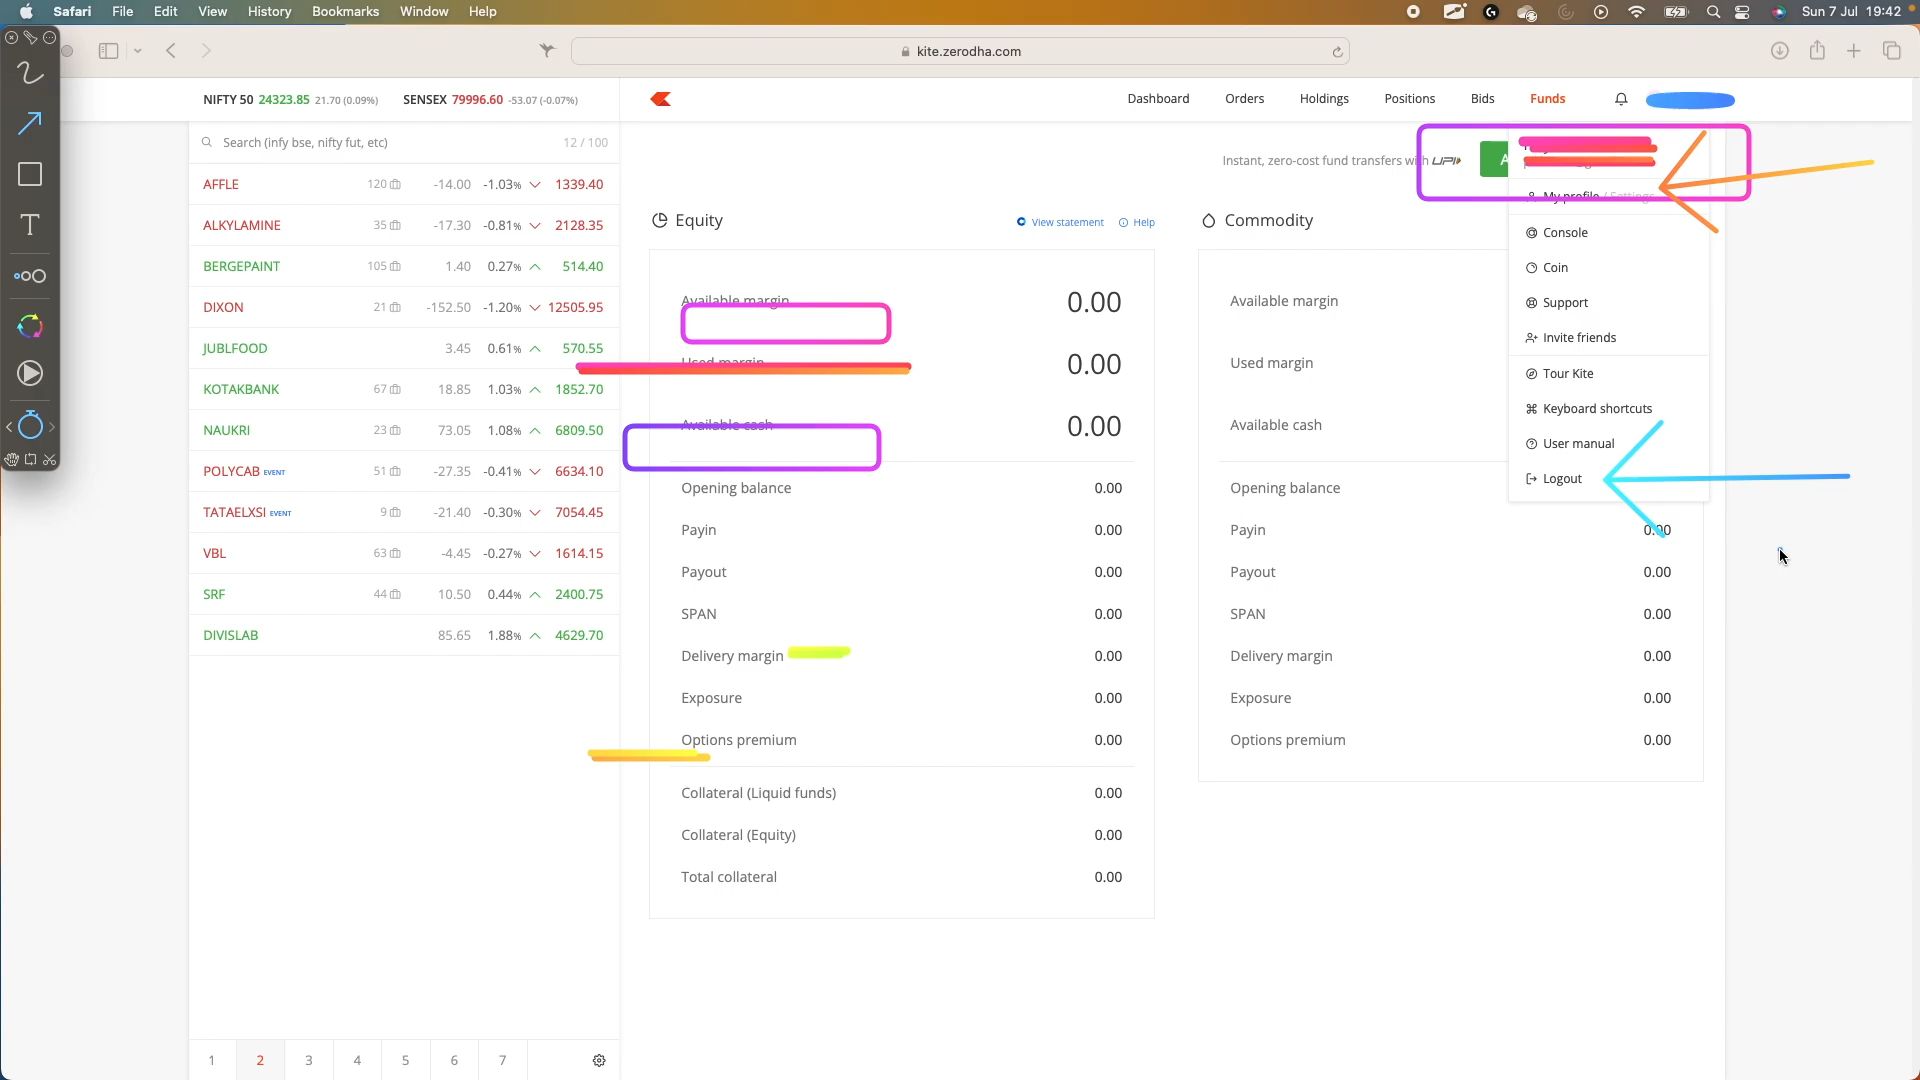 Safari File Edit View History Bookmarks Window Help Sun 7 Jul 19:42
kite.zerodha.com
NIFTY 50 24323.85 21.70 (0.09%) SENSEX 79996.60 -53.07 (-0.07%)
Dashboard Orders Holdings Positions Bids Funds
Search (infy bse, nifty fut, etc) 12 / 100
AFFLE 120 -14.00 -1.03% 1339.40
ALKYLAMINE 35 -17.30 -0.81% 2128.35
BERGEPAINT 105 1.40 0.27% 514.40
DIXON 21 -152.50 -1.20% 12505.95
JUBLFOOD 3.45 0.61% 570.55
KOTAKBANK 67 18.85 1.03% 1852.70
NAUKRI 23 73.05 1.08% 6809.50
POLYCAB EVENT 51 -27.35 -0.41% 6634.10
TATAELXSI EVENT 9 -21.40 -0.30% 7054.45
VBL 63 -4.45 -0.27% 1614.15
SRF 44 10.50 0.44% 2400.75
DIVISLAB 85.65 1.88% 4629.70
1 2 3 4 5 6 7
Instant, zero-cost fund transfers with UPI A
Equity View statement Help
Available margin 0.00
Used margin 0.00
Available cash 0.00
Opening balance 0.00
Payin 0.00
Payout 0.00
SPAN 0.00
Delivery margin 0.00
Exposure 0.00
Options premium 0.00
Collateral (Liquid funds) 0.00
Collateral (Equity) 0.00
Total collateral 0.00
Commodity
Available margin
Used margin
Available cash
Opening balance
Payin 0.00
Payout 0.00
SPAN 0.00
Delivery margin 0.00
Exposure 0.00
Options premium 0.00
My profile / Settings
Console
Coin
Support
Invite friends
Tour Kite
Keyboard shortcuts
User manual
Logout
T